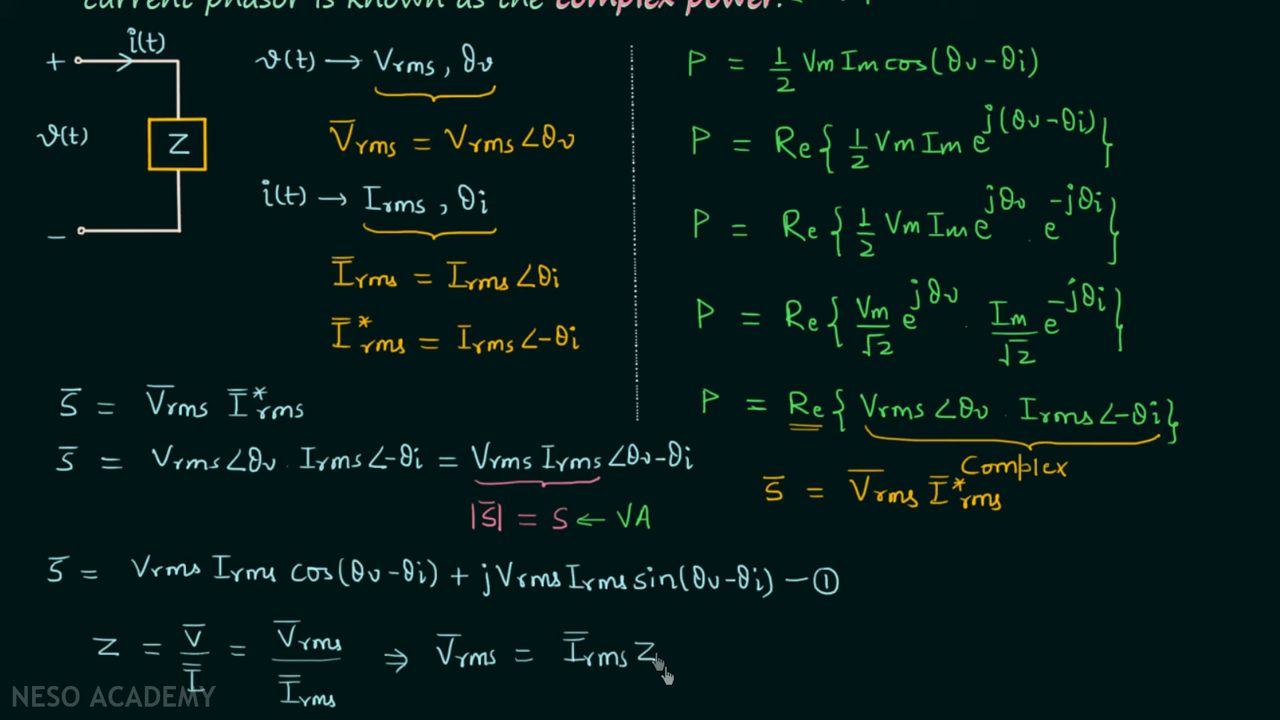 current phasor is known as the complex power.
i(t)
+
v(t)
Z
−
v(t) → Vrms , θv
V̅rms = Vrms∠θv
i(t) → Irms , θi
I̅rms = Irms∠θi
I̅*rms = Irms∠-θi
S̅ = V̅rms I̅*rms
S̅ = Vrms∠θv . Irms∠-θi = Vrms Irms∠θv-θi
|S̅| = S ← VA
P = 1/2 Vm Im cos(θv-θi)
P = Re{ 1/2 Vm Im e^j(θv-θi) }
P = Re{ 1/2 Vm Im e^jθv . e^-jθi }
P = Re{ Vm/√2 e^jθv . Im/√2 e^-jθi }
P = Re{ Vrms∠θv . Irms∠-θi }
Complex
S̅ = V̅rms I̅*rms
S̅ = Vrms Irms cos(θv-θi) + jVrms Irms sin(θv-θi) — ①
Z = V̅/I̅ = V̅rms/I̅rms ⇒ V̅rms = I̅rms Z
NESO ACADEMY